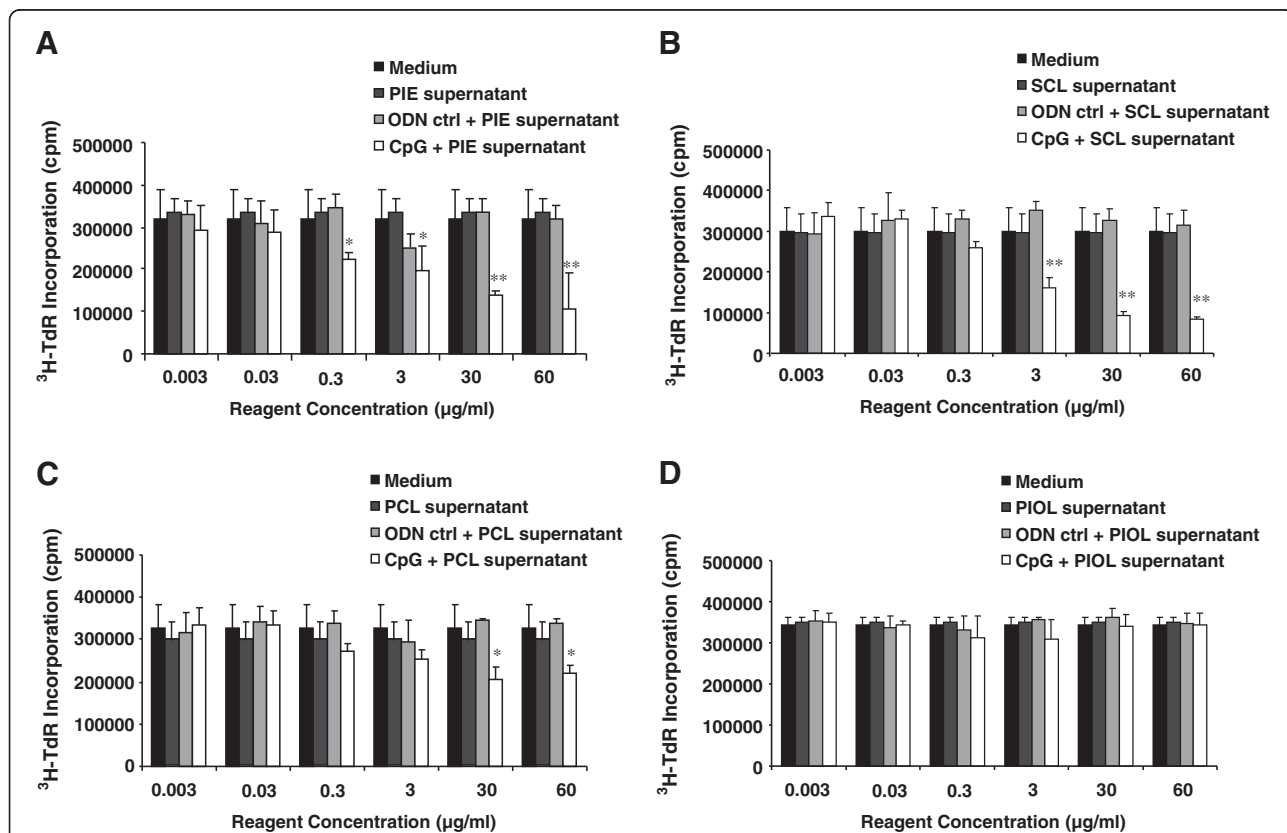 A
Medium
PIE supernatant
ODN ctrl + PIE supernatant
CpG + PIE supernatant
³H-TdR Incorporation (cpm)
500000
400000
300000
200000
100000
0
* * ** **
0.003 0.03 0.3 3 30 60
Reagent Concentration (µg/ml)
B
Medium
SCL supernatant
ODN ctrl + SCL supernatant
CpG + SCL supernatant
³H-TdR Incorporation (cpm)
500000
400000
300000
200000
100000
0
** ** **
0.003 0.03 0.3 3 30 60
Reagent Concentration (µg/ml)
C
Medium
PCL supernatant
ODN ctrl + PCL supernatant
CpG + PCL supernatant
³H-TdR Incorporation (cpm)
500000
400000
300000
200000
100000
0
* *
0.003 0.03 0.3 3 30 60
Reagent Concentration (µg/ml)
D
Medium
PIOL supernatant
ODN ctrl + PIOL supernatant
CpG + PIOL supernatant
³H-TdR Incorporation (cpm)
500000
400000
300000
200000
100000
0
0.003 0.03 0.3 3 30 60
Reagent Concentration (µg/ml)